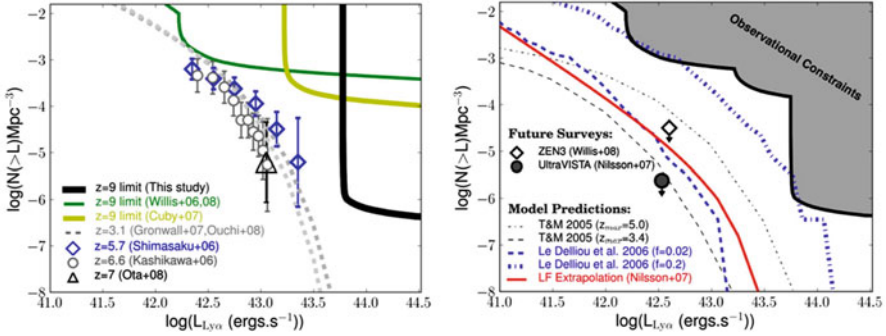 −2
−3
−4
−5
−6
−7
−8
log(N(>L)Mpc⁻³)
z=9 limit (This study)
z=9 limit (Willis+06,08)
z=9 limit (Cuby+07)
z=3.1 (Gronwall+07,Ouchi+08)
z=5.7 (Shimasaku+06)
z=6.6 (Kashikawa+06)
z=7 (Ota+08)
41.0 41.5 42.0 42.5 43.0 43.5 44.0 44.5
log(L_Lyα (ergs.s⁻¹))
−2
−3
−4
−5
−6
−7
−8
log(N(>L)Mpc⁻³)
Observational Constraints
Future Surveys:
ZEN3 (Willis+08)
UltraVISTA (Nilsson+07)
Model Predictions:
T&M 2005 (z_max=5.0)
T&M 2005 (z_max=3.4)
Le Delliou et al. 2006 (f=0.02)
Le Delliou et al. 2006 (f=0.2)
LF Extrapolation (Nilsson+07)
41.0 41.5 42.0 42.5 43.0 43.5 44.0 44.5
log(L_Lyα (ergs.s⁻¹))